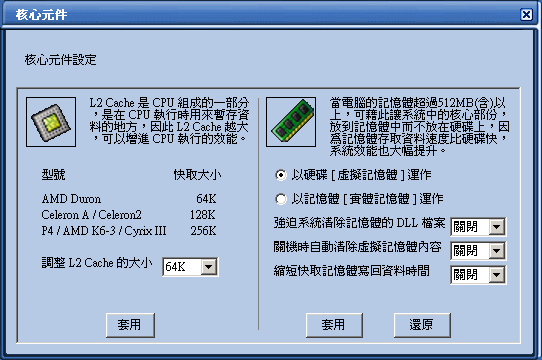 核心元件
核心元件設定
L2 Cache 是 CPU 組成的一部分
，是在 CPU 執行時用來暫存資
料的地方，因此 L2 Cache 越大
，可以增進 CPU 執行的效能。
型號 快取大小
AMD Duron 64K
Celeron A / Celeron2 128K
P4 / AMD K6-3 / Cyrix III 256K
調整 L2 Cache 的大小 64K
套用
當電腦的記憶體超過512MB(含)以
上，可藉此讓系統中的核心部份，
放到記憶體中而不放在硬碟上，因
爲記憶體存取資料速度比硬碟快，
系統效能也大幅提升。
以硬碟 [ 虛擬記憶體 ] 運作
以記憶體 [ 實體記憶體 ] 運作
強迫系統清除記憶體的 DLL 檔案 關閉
關機時自動清除虛擬記憶體內容 關閉
縮短快取記憶體寫回資料時間 關閉
套用 還原